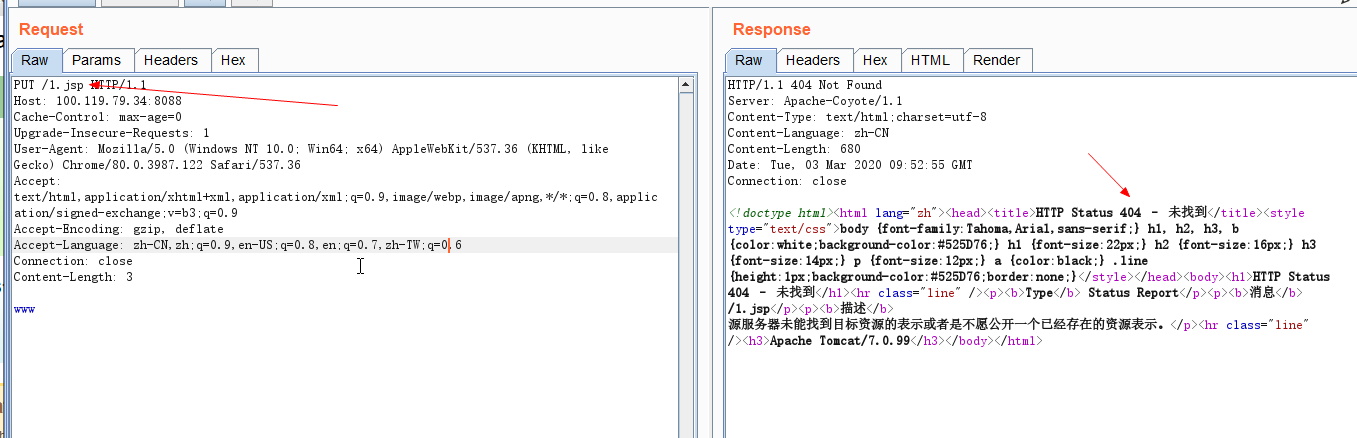 Request
Raw Params Headers Hex
PUT /1.jsp HTTP/1.1
Host: 100.119.79.34:8088
Cache-Control: max-age=0
Upgrade-Insecure-Requests: 1
User-Agent: Mozilla/5.0 (Windows NT 10.0; Win64; x64) AppleWebKit/537.36 (KHTML, like
Gecko) Chrome/80.0.3987.122 Safari/537.36
Accept:
text/html,application/xhtml+xml,application/xml;q=0.9,image/webp,image/apng,*/*;q=0.8,applic
ation/signed-exchange;v=b3;q=0.9
Accept-Encoding: gzip, deflate
Accept-Language: zh-CN,zh;q=0.9,en-US;q=0.8,en;q=0.7,zh-TW;q=0.6
Connection: close
Content-Length: 3
www
Response
Raw Headers Hex HTML Render
HTTP/1.1 404 Not Found
Server: Apache-Coyote/1.1
Content-Type: text/html;charset=utf-8
Content-Language: zh-CN
Content-Length: 680
Date: Tue, 03 Mar 2020 09:52:55 GMT
Connection: close
<!doctype html><html lang="zh"><head><title>HTTP Status 404 – 未找到</title><style
type="text/css">body {font-family:Tahoma,Arial,sans-serif;} h1, h2, h3, b
{color:white;background-color:#525D76;} h1 {font-size:22px;} h2 {font-size:16px;} h3
{font-size:14px;} p {font-size:12px;} a {color:black;} .line
{height:1px;background-color:#525D76;border:none;}</style></head><body><h1>HTTP Status
404 – 未找到</h1><hr class="line" /><p><b>Type</b> Status Report</p><p><b>消息</b>
/1.jsp</p><p><b>描述</b>
源服务器未能找到目标资源的表示或者是不愿公开一个已经存在的资源表示。</p><hr class="line"
/><h3>Apache Tomcat/7.0.99</h3></body></html>